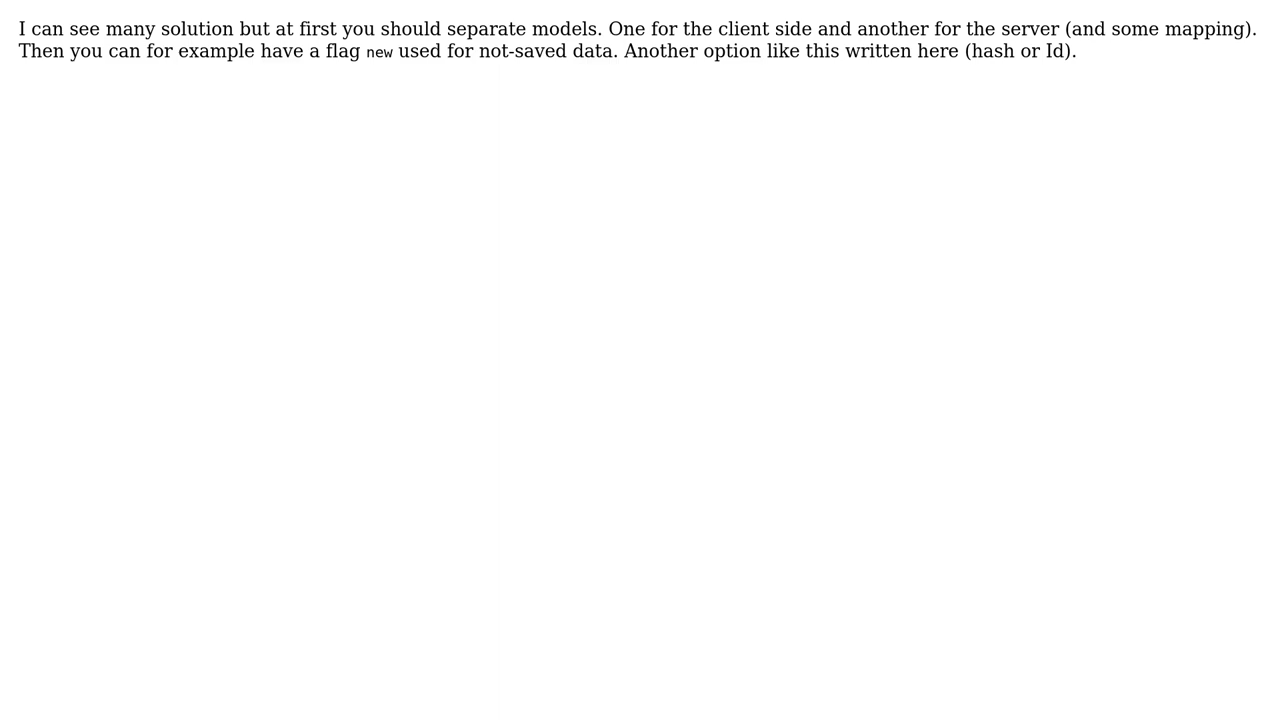 I can see many solution but at first you should separate models. One for the client side and another for the server (and some mapping).
Then you can for example have a flag new used for not-saved data. Another option like this written here (hash or Id).